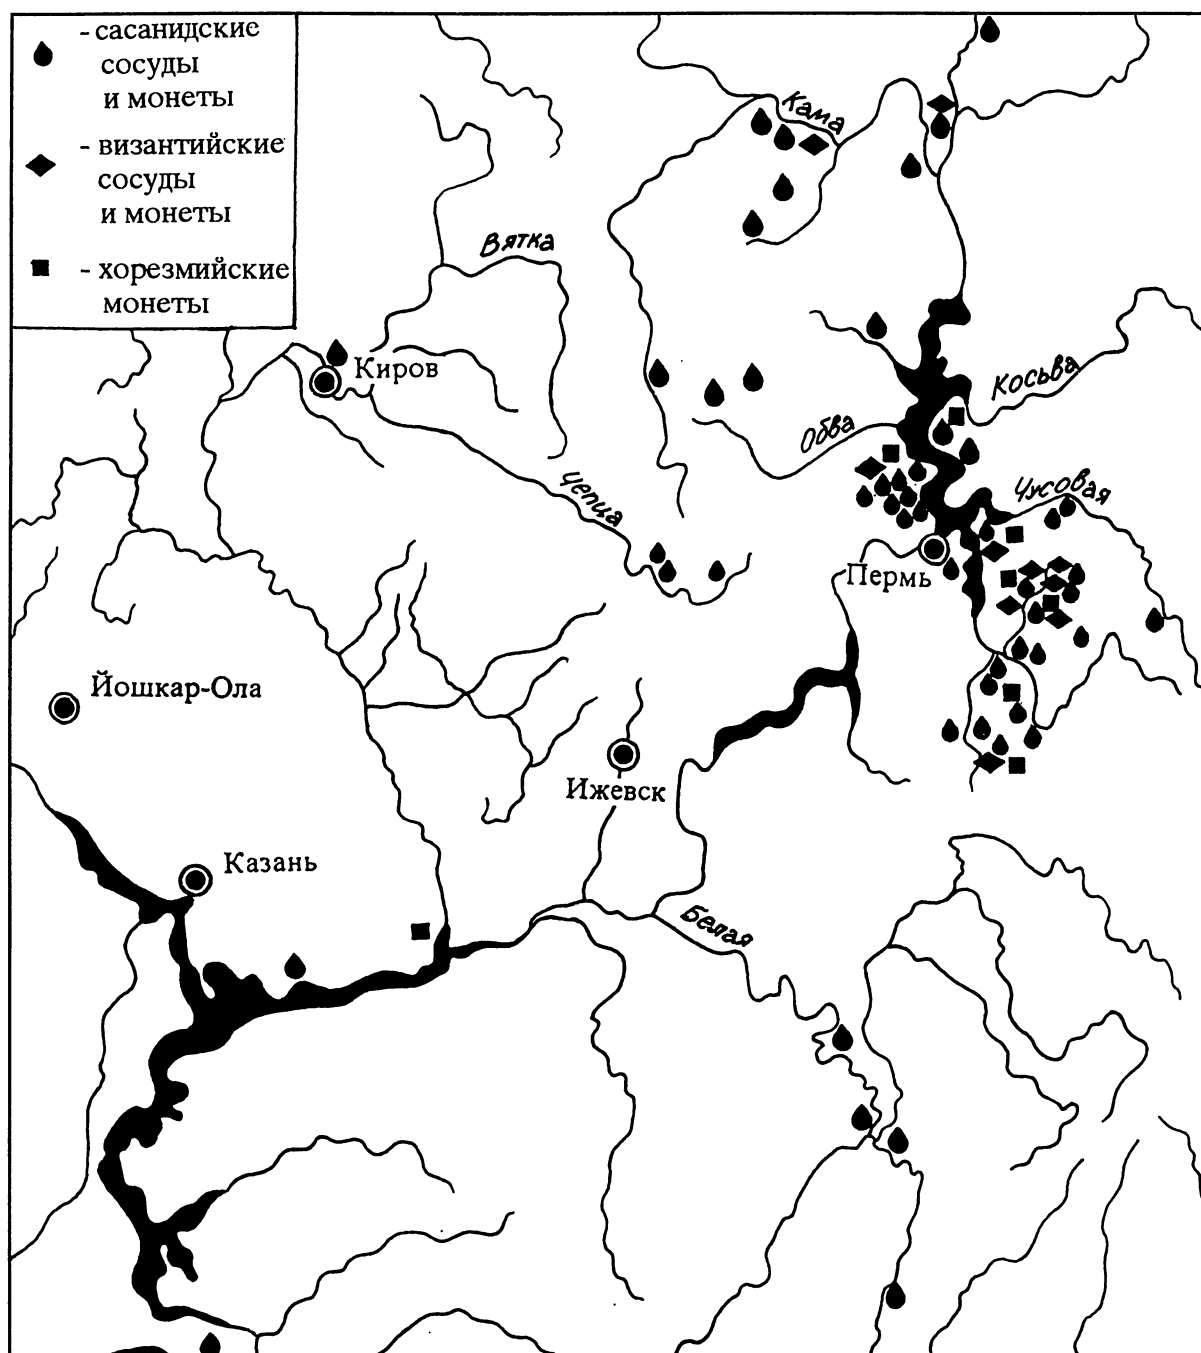 - сасанидские
сосуды
и монеты
- византийские
сосуды
и монеты
- хорезмийские
монеты
Кама
Вятка
Киров
Косьва
Обва
Чепца
Чусовая
Пермь
Йошкар-Ола
Ижевск
Казань
Белая